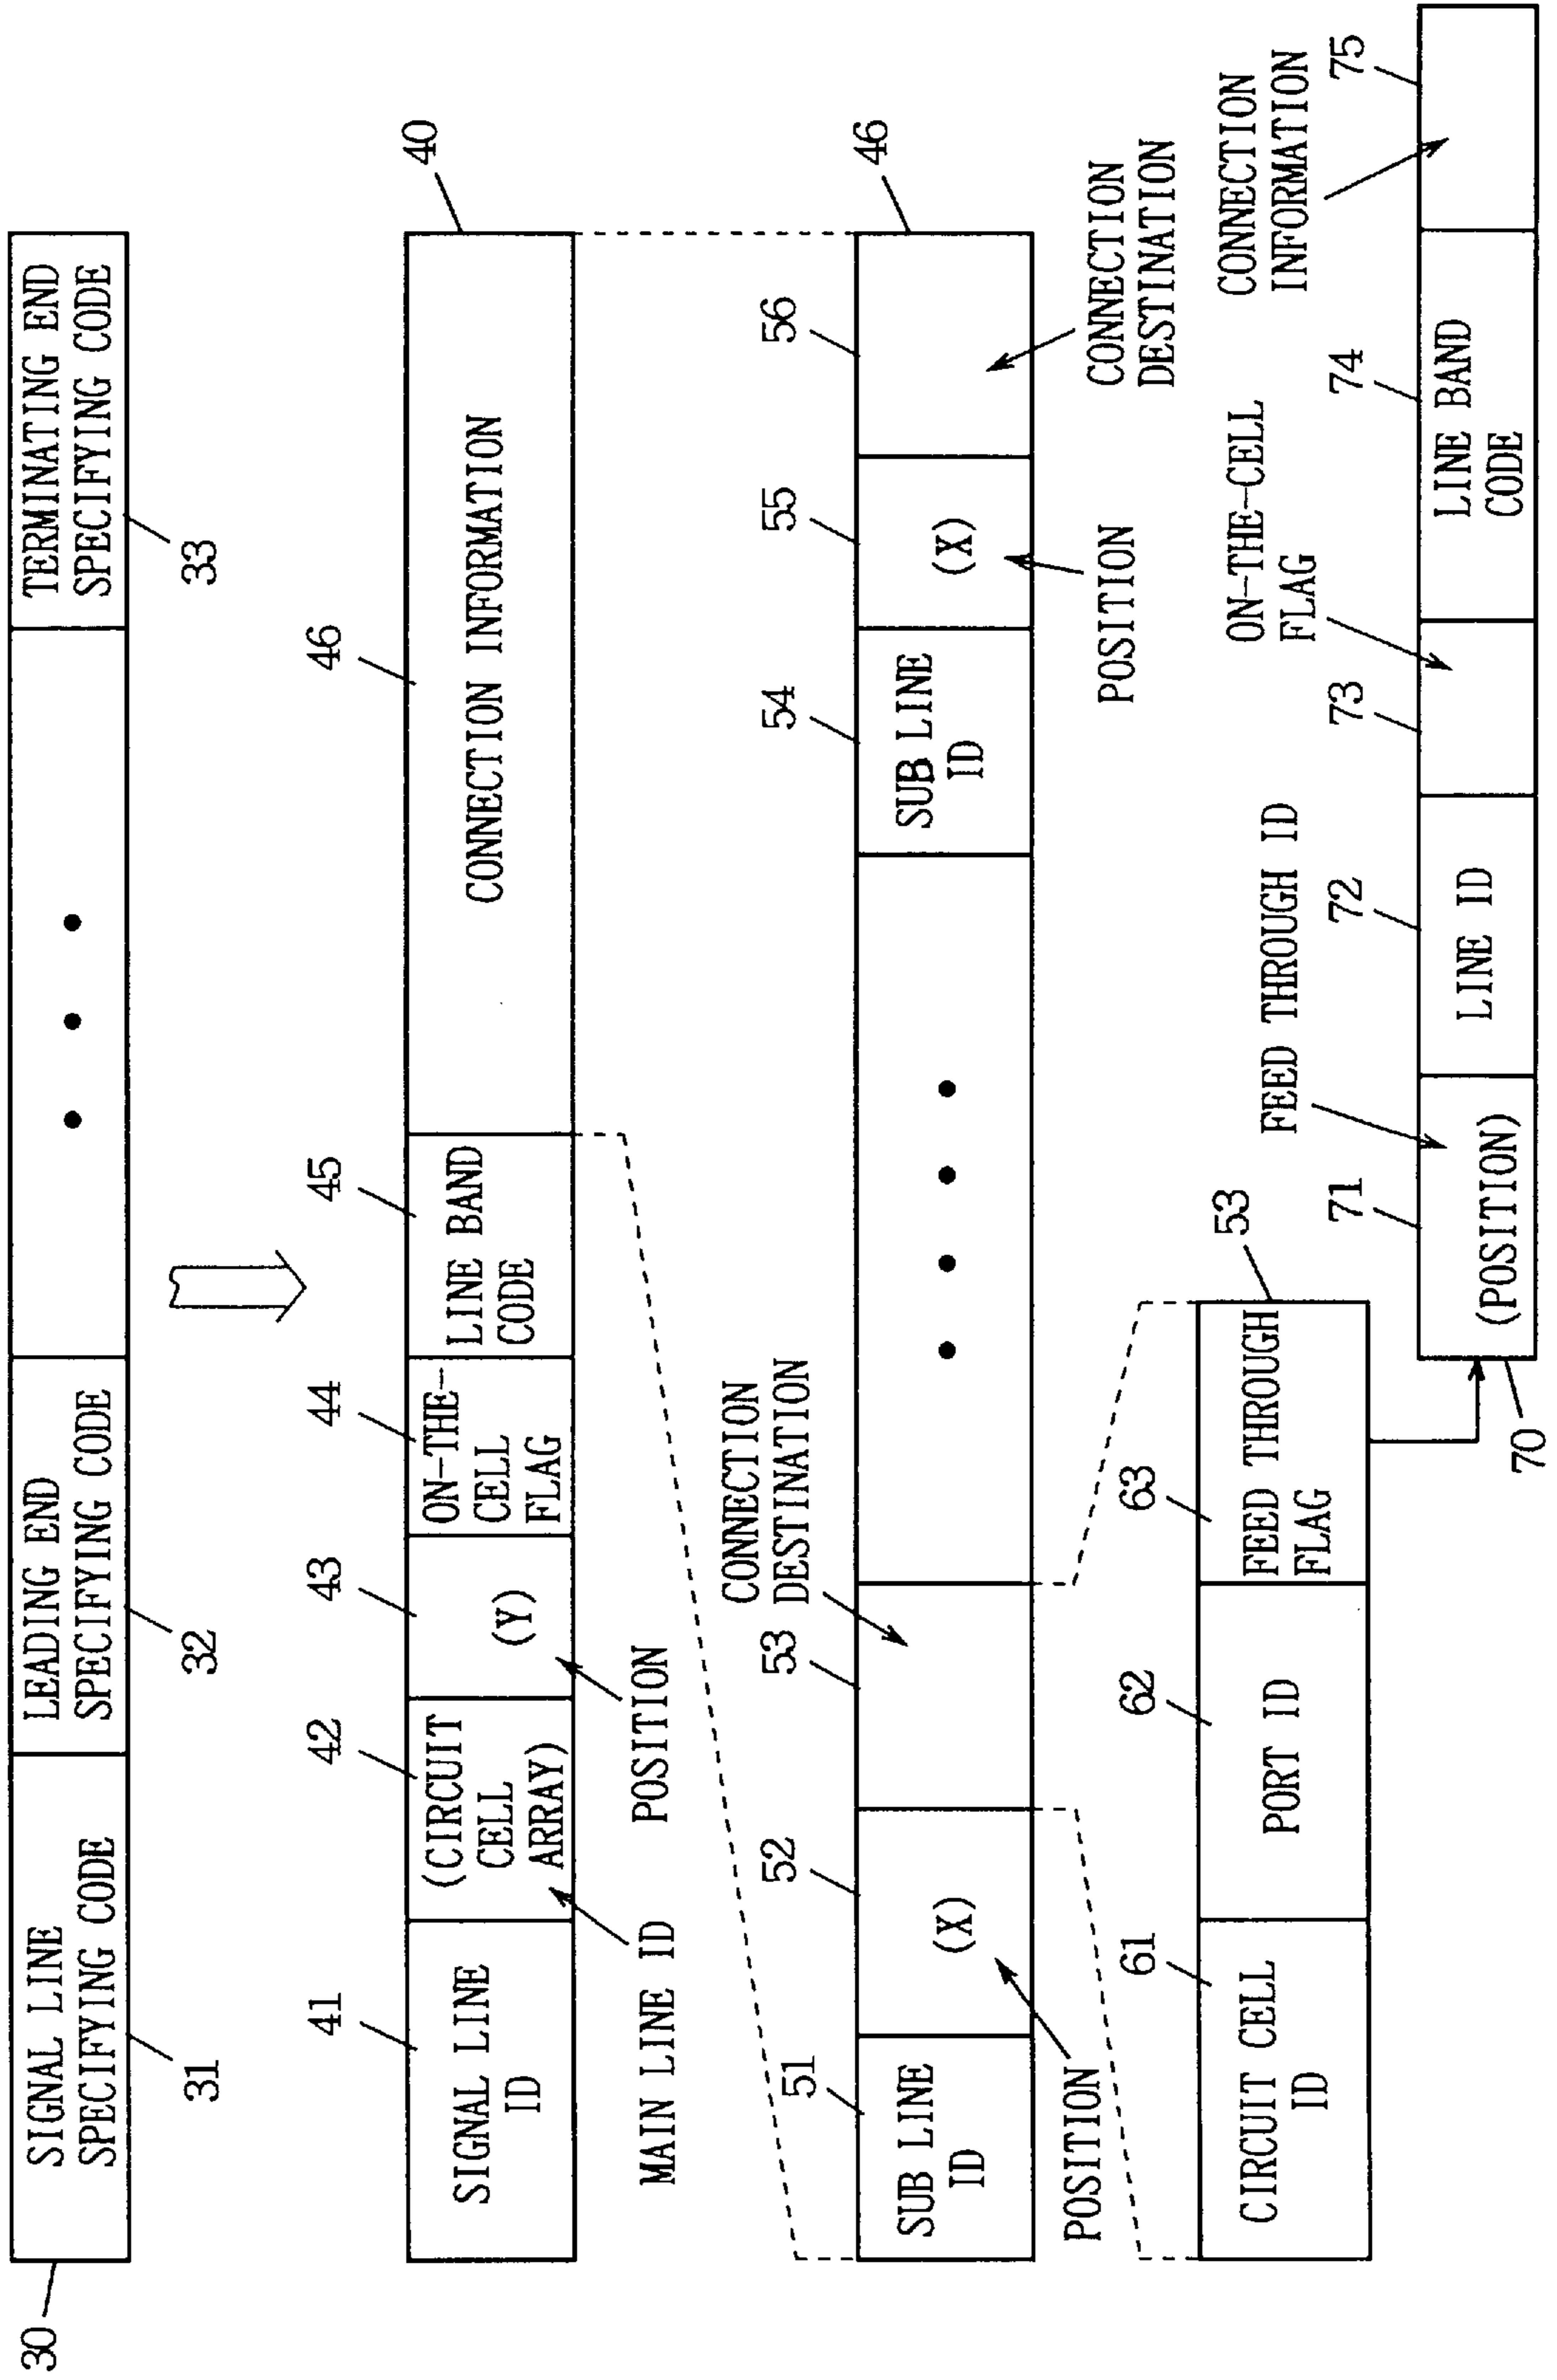 30
SIGNAL LINE
SPECIFYING CODE
31
LEADING END
SPECIFYING CODE
32
TERMINATING END
SPECIFYING CODE
33
40
41
SIGNAL LINE
ID
42
(CIRCUIT
CELL
ARRAY)
MAIN LINE ID
43
(Y)
POSITION
44
ON-THE-
CELL
FLAG
45
LINE BAND
CODE
46
CONNECTION INFORMATION
46
51
SUB LINE
ID
52
(X)
POSITION
53
CONNECTION
DESTINATION
54
SUB LINE
ID
55
(X)
POSITION
56
CONNECTION
DESTINATION
53
61
CIRCUIT CELL
ID
62
PORT ID
63
FEED THROUGH
FLAG
70
71
(POSITION)
FEED THROUGH ID
72
LINE ID
73
ON-THE-CELL
FLAG
74
LINE BAND
CODE
75
CONNECTION
INFORMATION